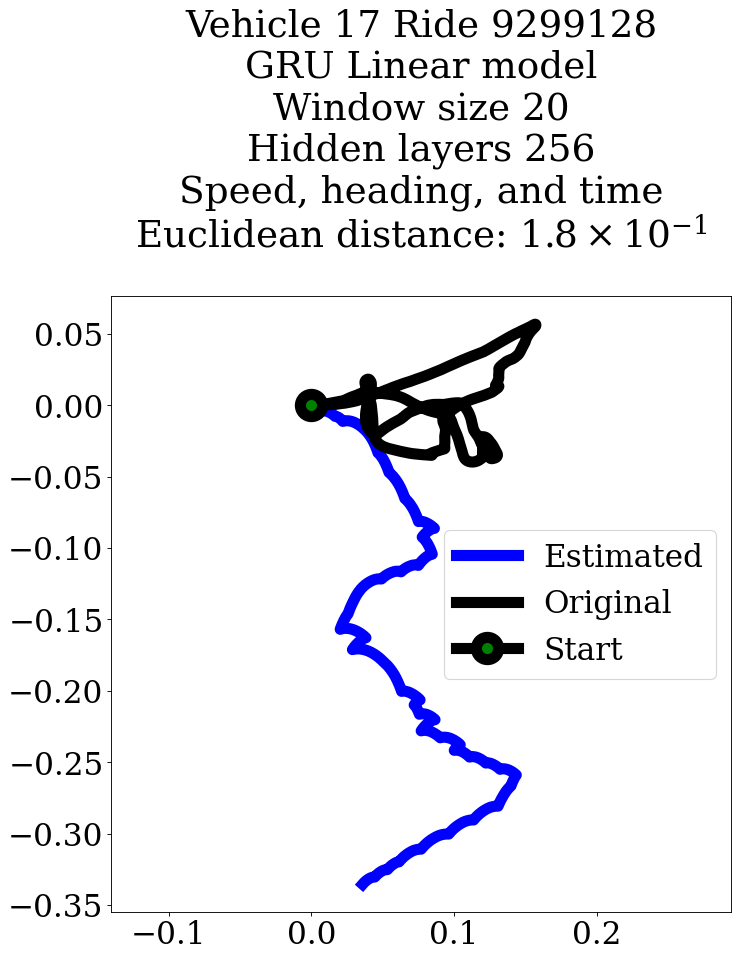 Vehicle 17 Ride 9299128
GRU Linear model
Window size 20
Hidden layers 256
Speed, heading, and time
Euclidean distance: 1.8 × 10⁻¹
0.05
0.00
−0.05
−0.10
−0.15
−0.20
−0.25
−0.30
−0.35
Estimated
Original
Start
−0.1
0.0
0.1
0.2